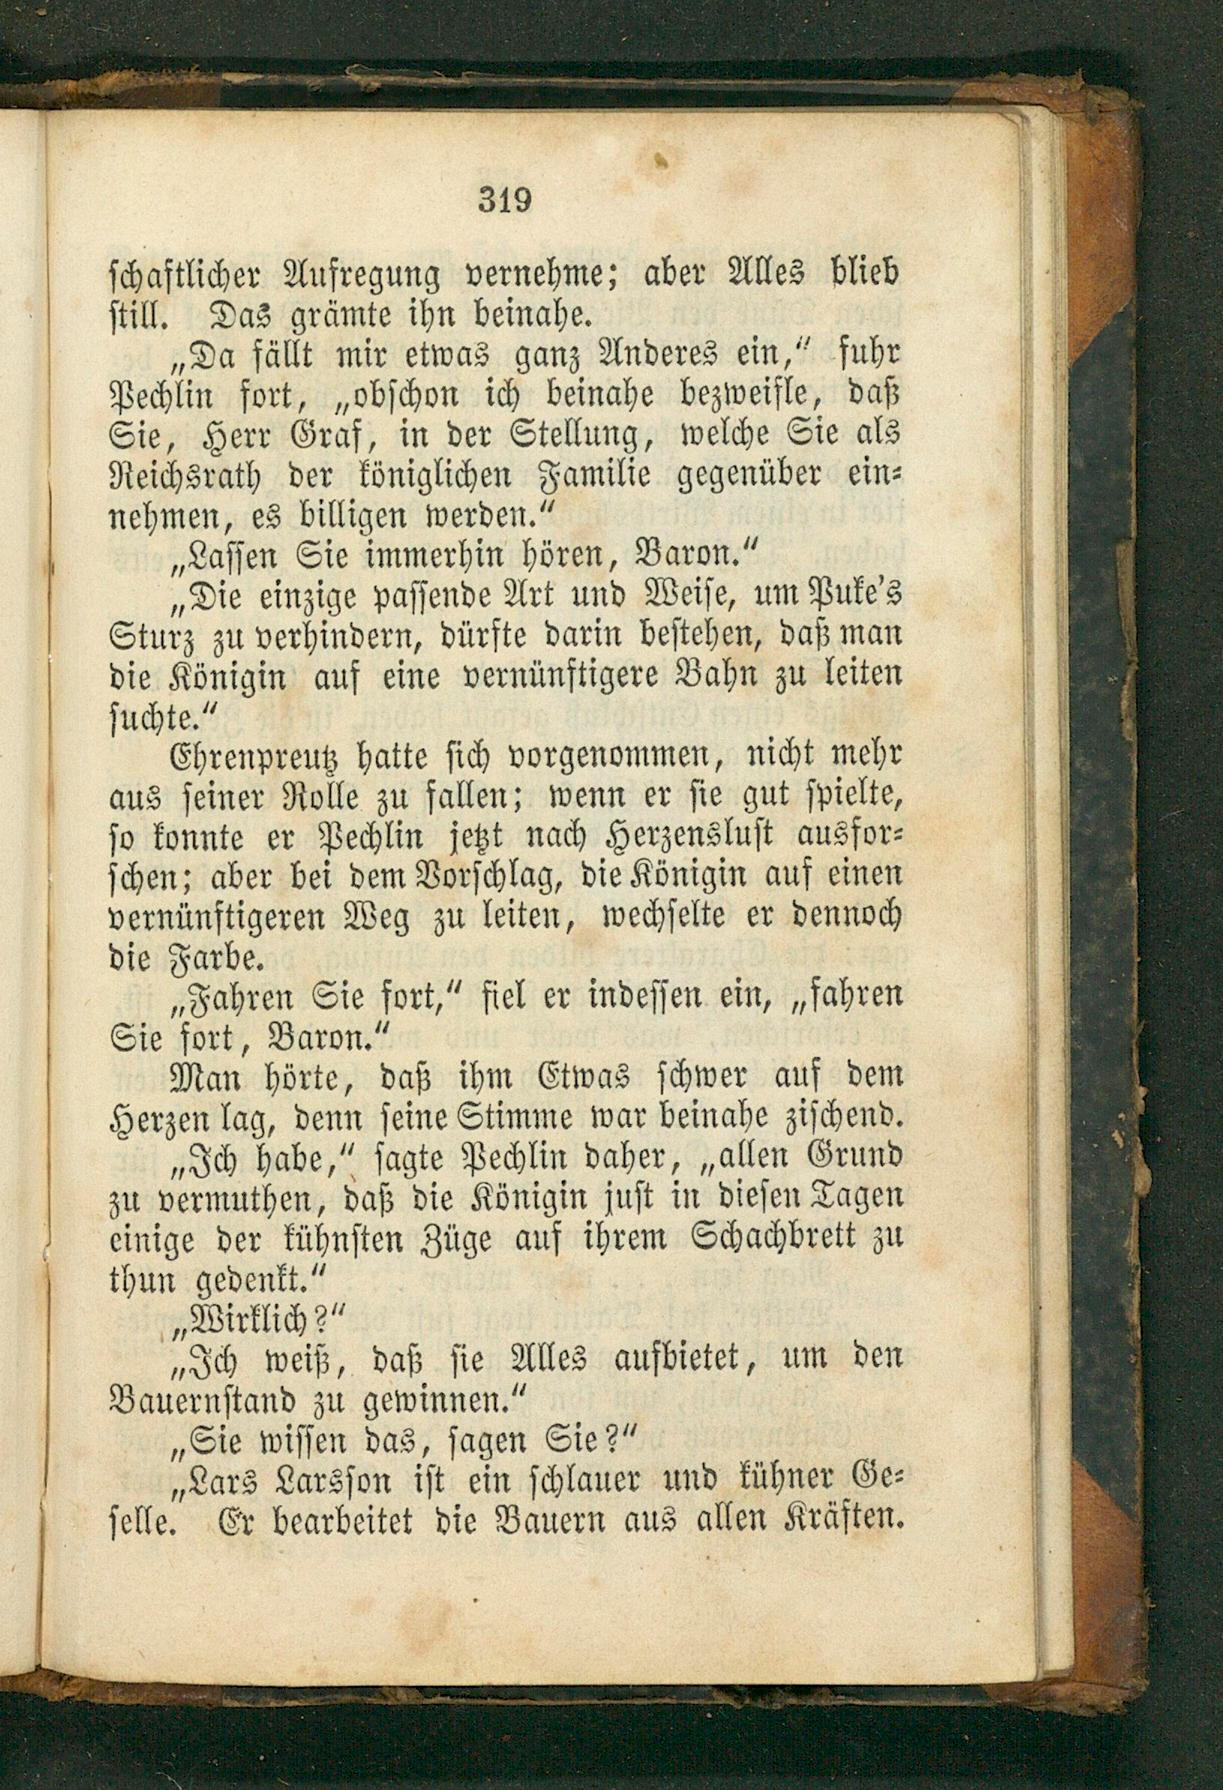 319
schaftlicher Aufregung vernehme; aber Alles blieb
still. Das grämte ihn beinahe.
„Da fällt mir etwas ganz Anderes ein,“ fuhr
Pechlin fort, „obschon ich beinahe bezweifle, daß
Sie, Herr Graf, in der Stellung, welche Sie als
Reichsrath der königlichen Familie gegenüber ein-
nehmen, es billigen werden.“
„Lassen Sie immerhin hören, Baron.“
„Die einzige passende Art und Weise, um Puke's
Sturz zu verhindern, dürfte darin bestehen, daß man
die Königin auf eine vernünftigere Bahn zu leiten
suchte.“
Ehrenpreutz hatte sich vorgenommen, nicht mehr
aus seiner Rolle zu fallen; wenn er sie gut spielte,
so konnte er Pechlin jetzt nach Herzenslust ausfor-
schen; aber bei dem Vorschlag, die Königin auf einen
vernünftigeren Weg zu leiten, wechselte er dennoch
die Farbe.
„Fahren Sie fort,“ fiel er indessen ein, „fahren
Sie fort, Baron.“
Man hörte, daß ihm Etwas schwer auf dem
Herzen lag, denn seine Stimme war beinahe zischend.
„Ich habe,“ sagte Pechlin daher, „allen Grund
zu vermuthen, daß die Königin just in diesen Tagen
einige der kühnsten Züge auf ihrem Schachbrett zu
thun gedenkt.“
„Wirklich?“
„Ich weiß, daß sie Alles aufbietet, um den
Bauernstand zu gewinnen.“
„Sie wissen das, sagen Sie?“
„Lars Larsson ist ein schlauer und kühner Ge-
selle. Er bearbeitet die Bauern aus allen Kräften.